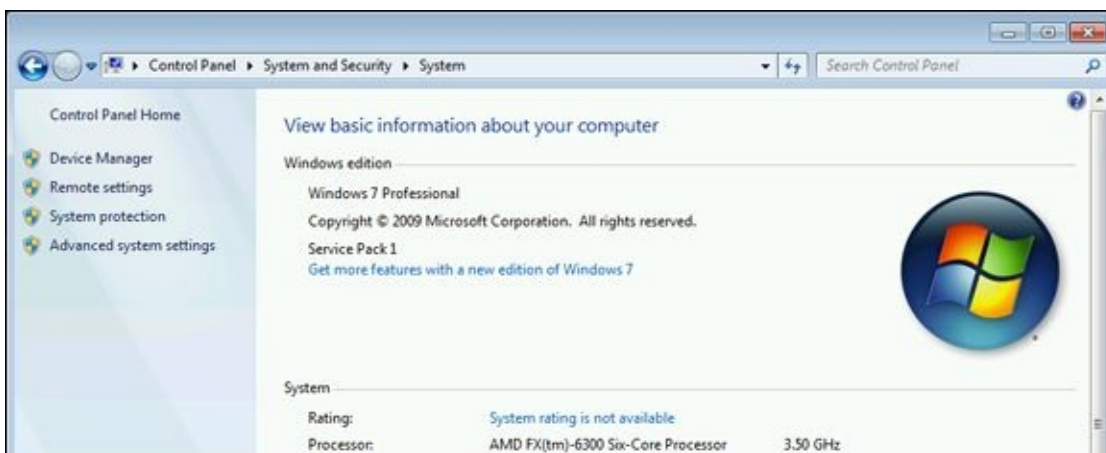 Control Panel ▸ System and Security ▸ System
Search Control Panel
Control Panel Home
Device Manager
Remote settings
System protection
Advanced system settings
View basic information about your computer
Windows edition
Windows 7 Professional
Copyright © 2009 Microsoft Corporation. All rights reserved.
Service Pack 1
Get more features with a new edition of Windows 7
System
Rating: System rating is not available
Processor: AMD FX(tm)-6300 Six-Core Processor 3.50 GHz